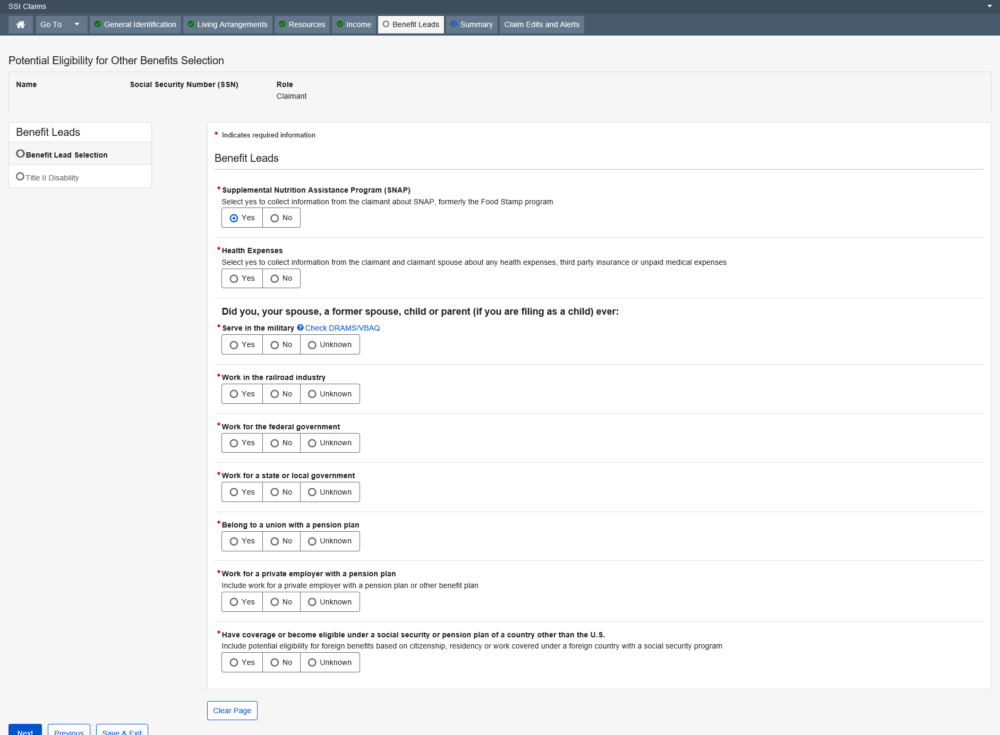 SSI Claims
Go To General Identification Living Arrangements Resources Income Benefit Leads Summary Claim Edits and Alerts
Potential Eligibility for Other Benefits Selection
Name Social Security Number (SSN) Role
Claimant
Benefit Leads
Benefit Lead Selection
Title II Disability
* Indicates required information
Benefit Leads
* Supplemental Nutrition Assistance Program (SNAP)
Select yes to collect information from the claimant about SNAP, formerly the Food Stamp program
Yes No
* Health Expenses
Select yes to collect information from the claimant and claimant spouse about any health expenses, third party insurance or unpaid medical expenses
Yes No
Did you, your spouse, a former spouse, child or parent (if you are filing as a child) ever:
* Serve in the military ? Check DRAMS/VBAQ
Yes No Unknown
* Work in the railroad industry
Yes No Unknown
* Work for the federal government
Yes No Unknown
* Work for a state or local government
Yes No Unknown
* Belong to a union with a pension plan
Yes No Unknown
* Work for a private employer with a pension plan
Include work for a private employer with a pension plan or other benefit plan
Yes No Unknown
* Have coverage or become eligible under a social security or pension plan of a country other than the U.S.
Include potential eligibility for foreign benefits based on citizenship, residency or work covered under a foreign country with a social security program
Yes No Unknown
Clear Page
Next Previous Save & Exit